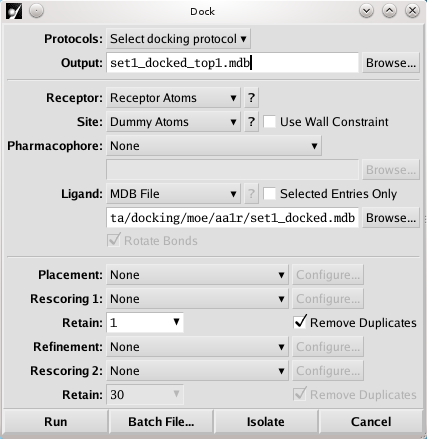 Dock
Protocols: Select docking protocol
Output: set1_docked_top1.mdb Browse...
Receptor: Receptor Atoms ?
Site: Dummy Atoms ? Use Wall Constraint
Pharmacophore: None
Browse...
Ligand: MDB File ? Selected Entries Only
ta/docking/moe/aa1r/set1_docked.mdb Browse...
Rotate Bonds
Placement: None Configure...
Rescoring 1: None Configure...
Retain: 1 Remove Duplicates
Refinement: None Configure...
Rescoring 2: None Configure...
Retain: 30 Remove Duplicates
Run Batch File... Isolate Cancel